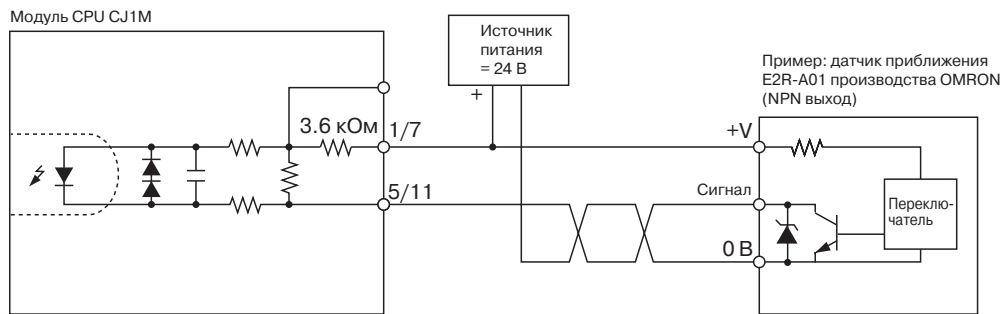 Модуль CPU CJ1M
Источник
питания
= 24 В
+
Пример: датчик приближения
E2R-A01 производства OMRON
(NPN выход)
3.6 кОм
1/7
+V
5/11
Сигнал
Переклю-
чатель
0 В